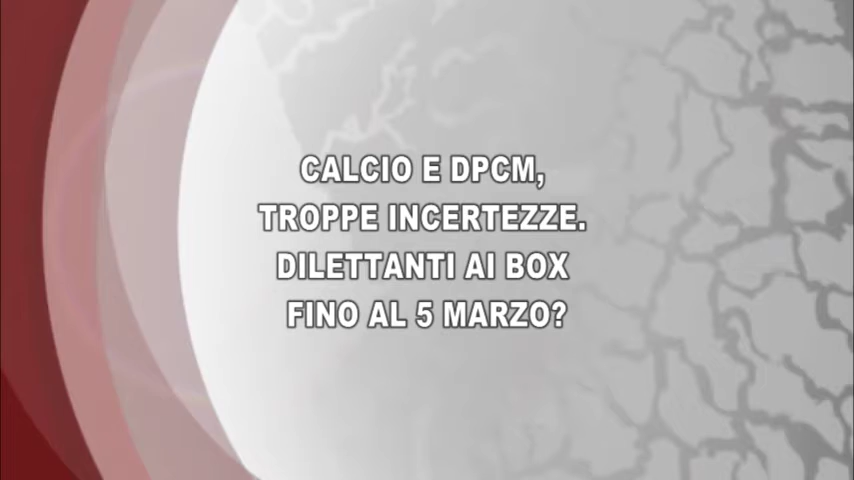 CALCIO E DPCM,
TROPPE INCERTEZZE.
DILETTANTI AI BOX
FINO AL 5 MARZO?